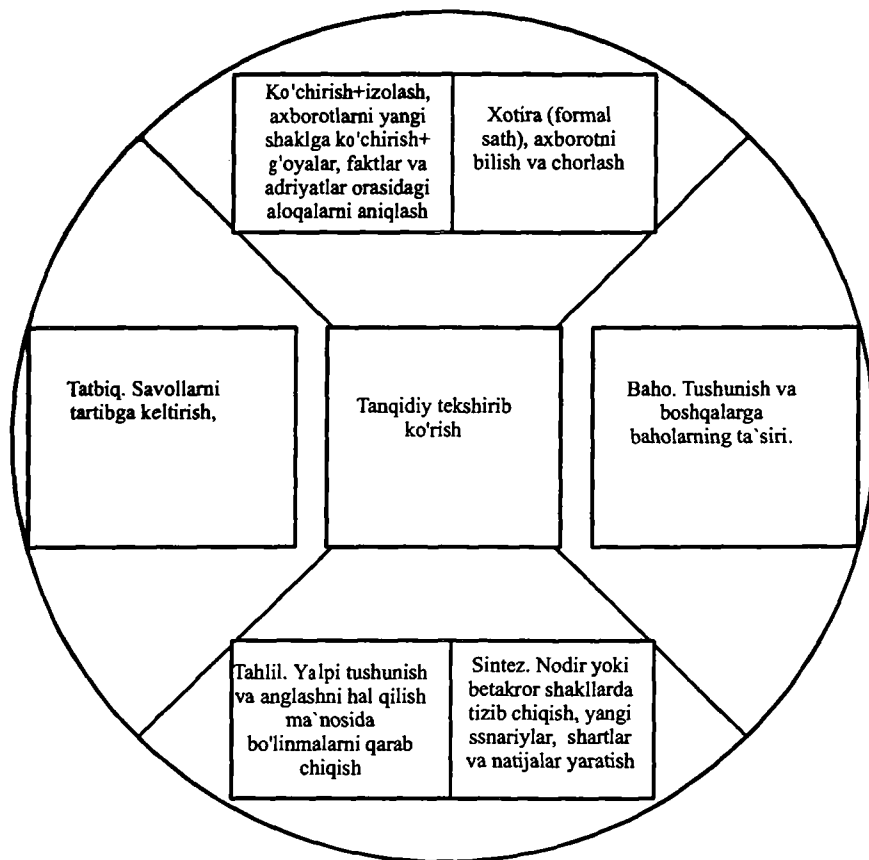 Ko'chirish+izolash,
axborotlarni yangi
shaklga ko'chirish+
g'oyalar, faktlar va
adriyatlar orasidagi
aloqalarni aniqlash
Xotira (formal
sath), axborotni
bilish va chorlash
Tatbiq. Savollarni
tartibga keltirish,
Tanqidiy tekshirib
ko'rish
Baho. Tushunish va
boshqalarga
baholarning ta`siri.
Tahlil. Yalpi tushunish
va anglashni hal qilish
ma`nosida
bo'linmalarni qarab
chiqish
Sintez. Nodir yoki
betakror shakllarda
tizib chiqish, yangi
ssnariylar, shartlar
va natijalar yaratish